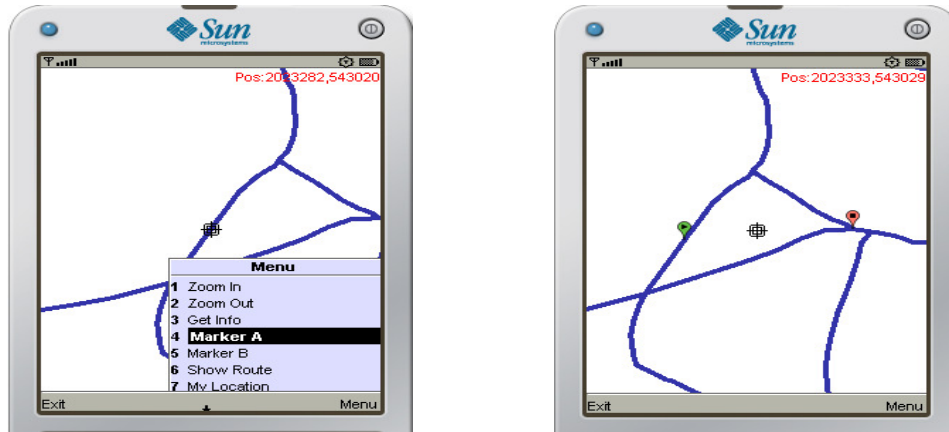 Sun
microsystems
Pos:2023282,543020
Menu
1 Zoom In
2 Zoom Out
3 Get Info
4 Marker A
5 Marker B
6 Show Route
7 My Location
Exit
Menu
Sun
microsystems
Pos:2023333,543029
Exit
Menu